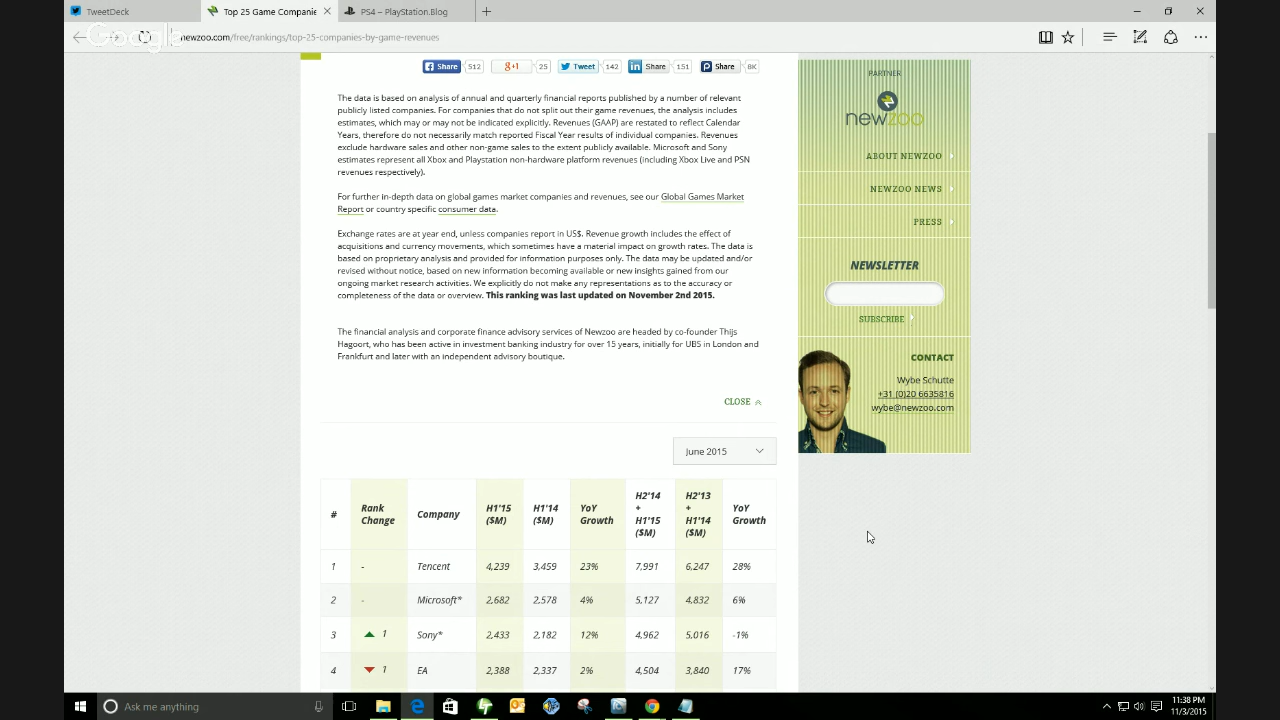 TweetDeck
Top 25 Game Companie
PS4 – PlayStation.Blog
Google
newzoo.com/free/rankings/top-25-companies-by-game-revenues
Share 512 g+1 25 Tweet 142 in Share 151 Share 8K
The data is based on analysis of annual and quarterly financial reports published by a number of relevant
publicly listed companies. For companies that do not split out their game revenues, the analysis includes
estimates, which may or may not be indicated explicitly. Revenues (GAAP) are restated to reflect Calendar
Years, therefore do not necessarily match reported Fiscal Year results of individual companies. Revenues
exclude hardware sales and other non-game sales to the extent publicly available. Microsoft and Sony
estimates represent all Xbox and Playstation non-hardware platform revenues (including Xbox Live and PSN
revenues respectively).
For further in-depth data on global games market companies and revenues, see our Global Games Market
Report or country specific consumer data.
Exchange rates are at year end, unless companies report in US$. Revenue growth includes the effect of
acquisitions and currency movements, which sometimes have a material impact on growth rates. The data is
based on proprietary analysis and provided for information purposes only. The data may be updated and/or
revised without notice, based on new information becoming available or new insights gained from our
ongoing market research activities. We explicitly do not make any representations as to the accuracy or
completeness of the data or overview. This ranking was last updated on November 2nd 2015.
The financial analysis and corporate finance advisory services of Newzoo are headed by co-founder Thijs
Hagoort, who has been active in investment banking industry for over 15 years, initially for UBS in London and
Frankfurt and later with an independent advisory boutique.
CLOSE
June 2015
# Rank Change Company H1'15 ($M) H1'14 ($M) YoY Growth H2'14 + H1'15 ($M) H2'13 + H1'14 ($M) YoY Growth
1 - Tencent 4,239 3,459 23% 7,991 6,247 28%
2 - Microsoft* 2,682 2,578 4% 5,127 4,832 6%
3 1 Sony* 2,433 2,182 12% 4,962 5,016 -1%
4 1 EA 2,388 2,337 2% 4,504 3,840 17%
PARTNER
newzoo
ABOUT NEWZOO
NEWZOO NEWS
PRESS
NEWSLETTER
SUBSCRIBE
CONTACT
Wybe Schutte
+31 (0)20 6635816
wybe@newzoo.com
Ask me anything
11:38 PM
11/3/2015